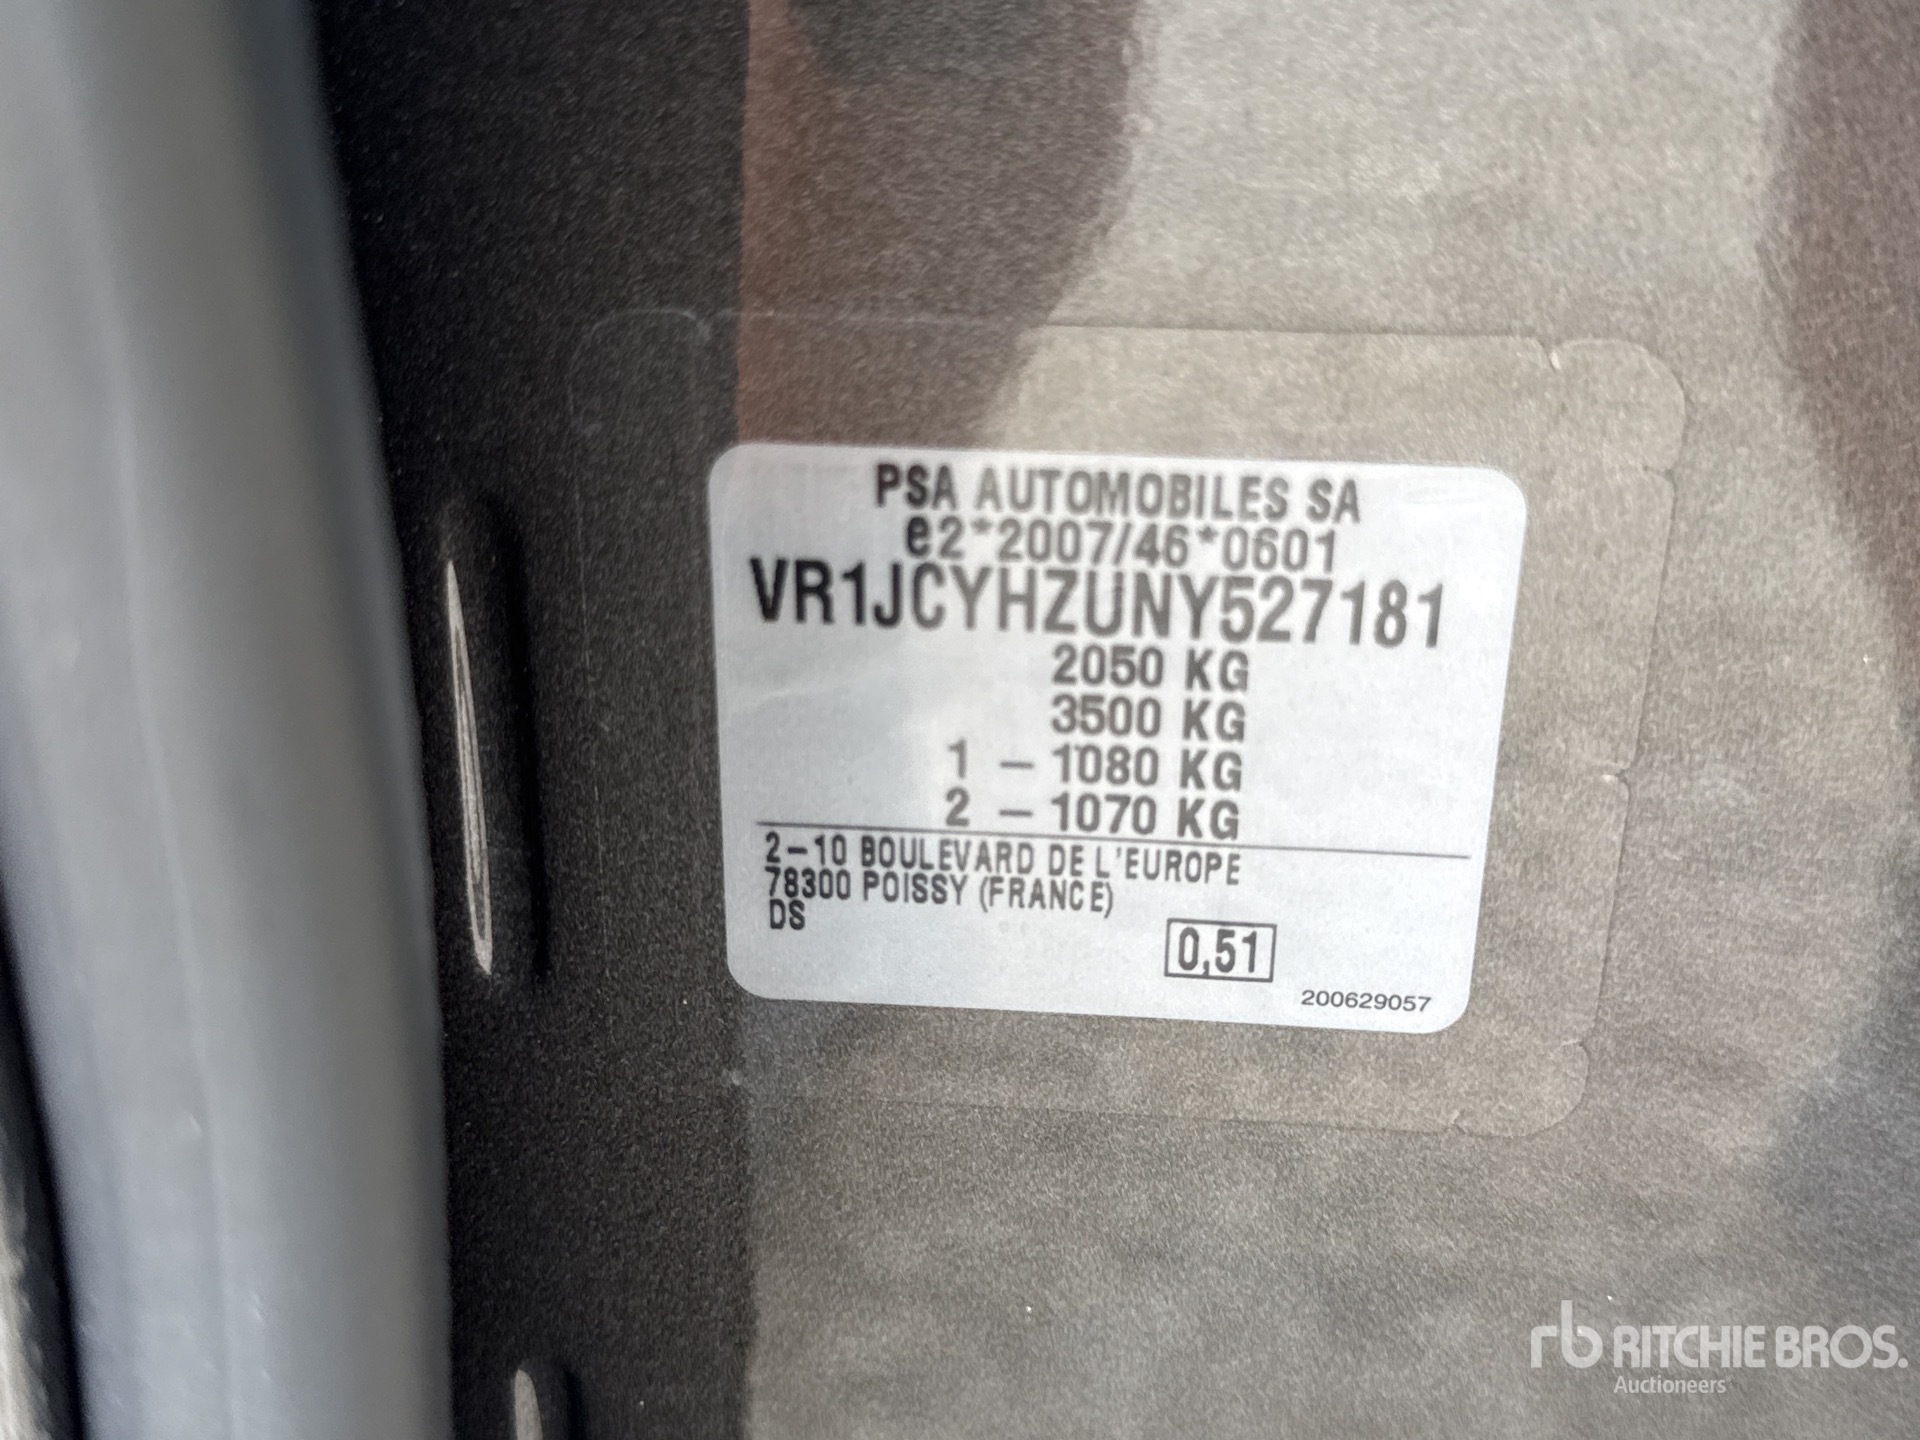 PSA AUTOMOBILES SA
e2*2007/46*0601
VR1JCYHZUNY527181
2050 KG
3500 KG
1 - 1080 KG
2 - 1070 KG
2-10 BOULEVARD DE L'EUROPE
78300 POISSY (FRANCE)
DS
0,51
200629057
rb RITCHIE BROS.
Auctioneers